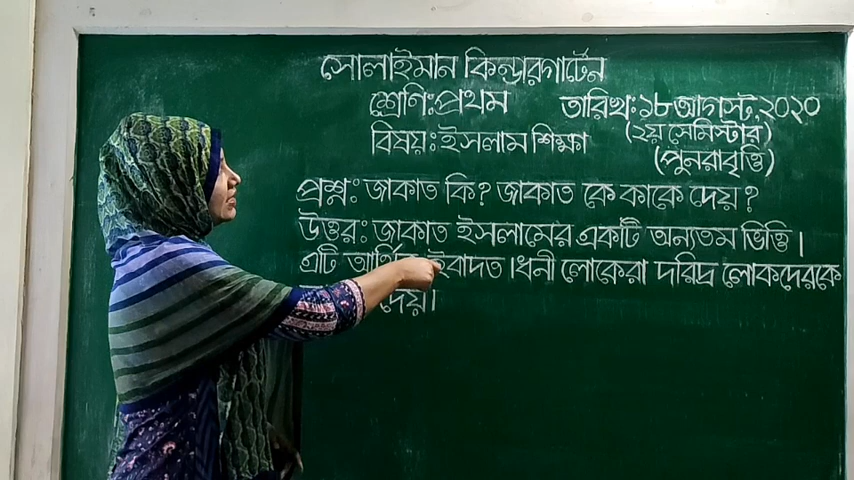 সোলাইমান কিন্ডারগার্টেন
শ্রেণি:প্রথম তারিখ:১৮আগস্ট,২০২০
বিষয়:ইসলাম শিক্ষা (২য় সেমিস্টার)
(পুনরাবৃত্তি)
প্রশ্ন: জাকাত কি? জাকাত কে কাকে দেয়?
উত্তর: জাকাত ইসলামের একটি অন্যতম ভিত্তি।
এটি আর্থিক ইবাদত।ধনী লোকেরা দরিদ্র লোকদেরকে
দেয়।